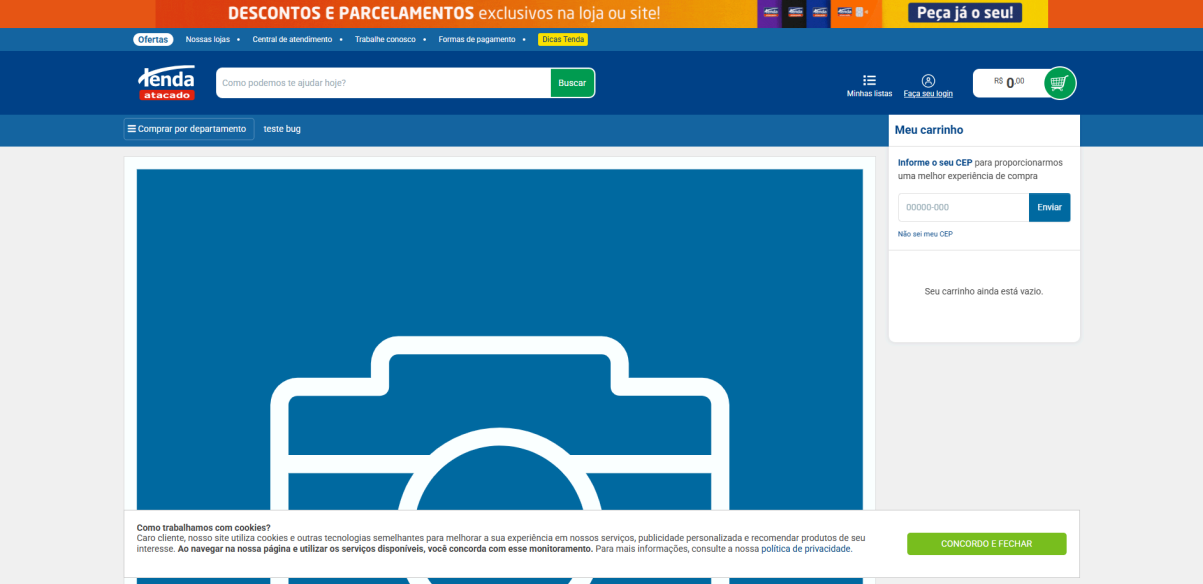 DESCONTOS E PARCELAMENTOS exclusivos na loja ou site!
Peça já o seu!
Ofertas Nossas lojas • Central de atendimento • Trabalhe conosco • Formas de pagamento • Dicas Tenda
Tenda
atacado
Como podemos te ajudar hoje? Buscar
Minhas listas
Faça seu login
R$ 0,00
Comprar por departamento teste bug
Meu carrinho
Informe o seu CEP para proporcionarmos
uma melhor experiência de compra
00000-000 Enviar
Não sei meu CEP
Seu carrinho ainda está vazio.
Como trabalhamos com cookies?
Caro cliente, nosso site utiliza cookies e outras tecnologias semelhantes para melhorar a sua experiência em nossos serviços, publicidade personalizada e recomendar produtos de seu
interesse. Ao navegar na nossa página e utilizar os serviços disponíveis, você concorda com esse monitoramento. Para mais informações, consulte a nossa política de privacidade.
CONCORDO E FECHAR